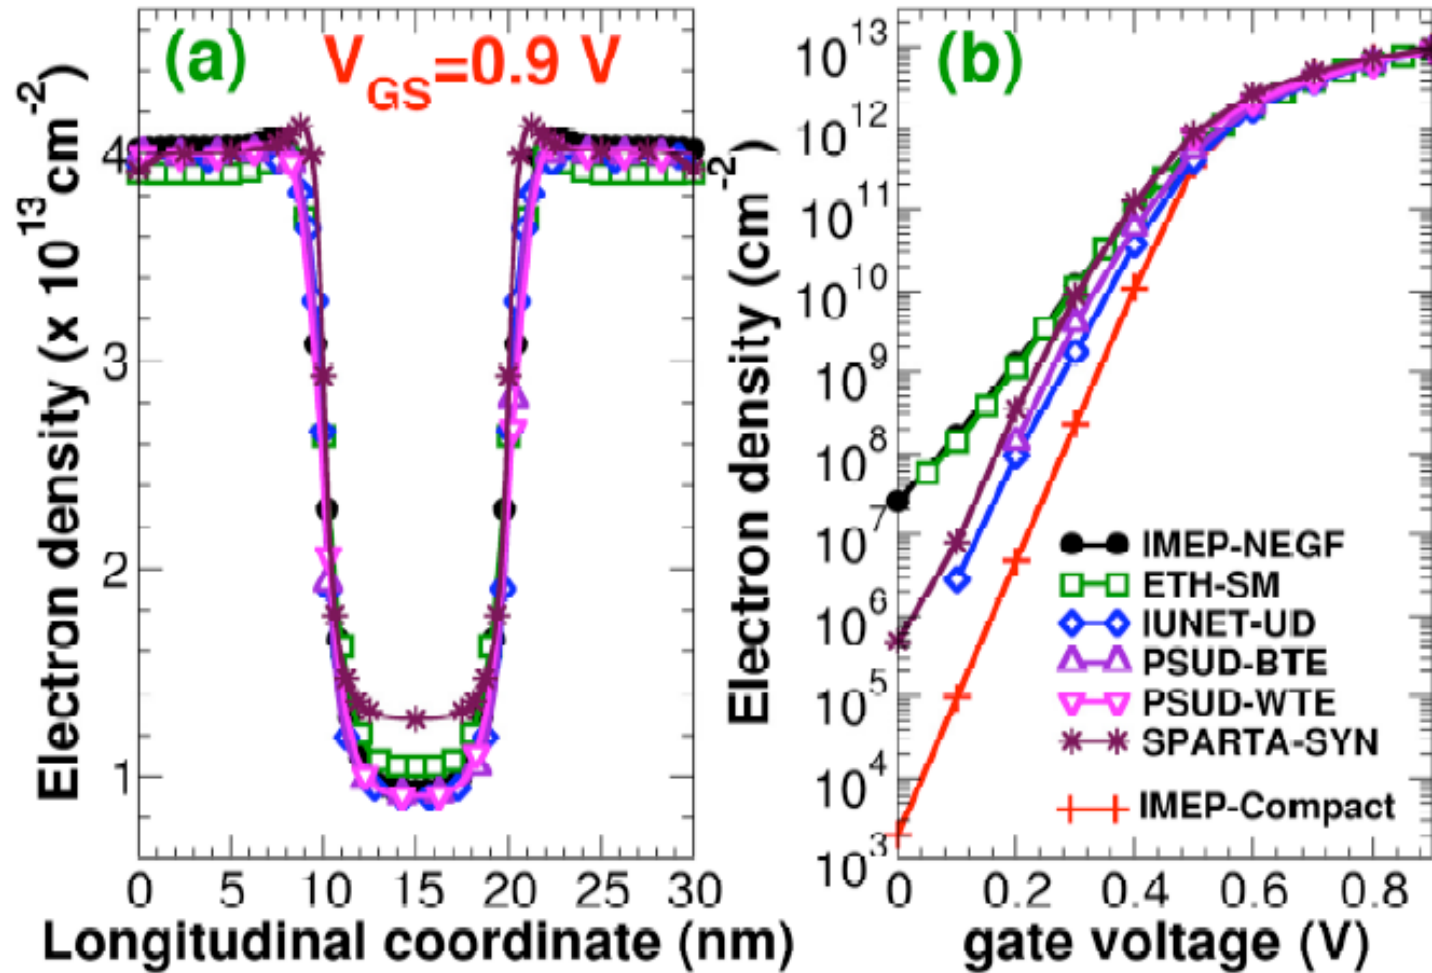 (a)
V_GS=0.9 V
Electron density (x 10^13 cm^-2)
4
3
2
1
0 5 10 15 20 25 30
Longitudinal coordinate (nm)
(b)
Electron density (cm^-2)
10^13
10^12
10^11
10^10
10^9
10^8
10^7
10^6
10^5
10^4
10^3
IMEP-NEGF
ETH-SM
IUNET-UD
PSUD-BTE
PSUD-WTE
SPARTA-SYN
IMEP-Compact
0 0.2 0.4 0.6 0.8
gate voltage (V)